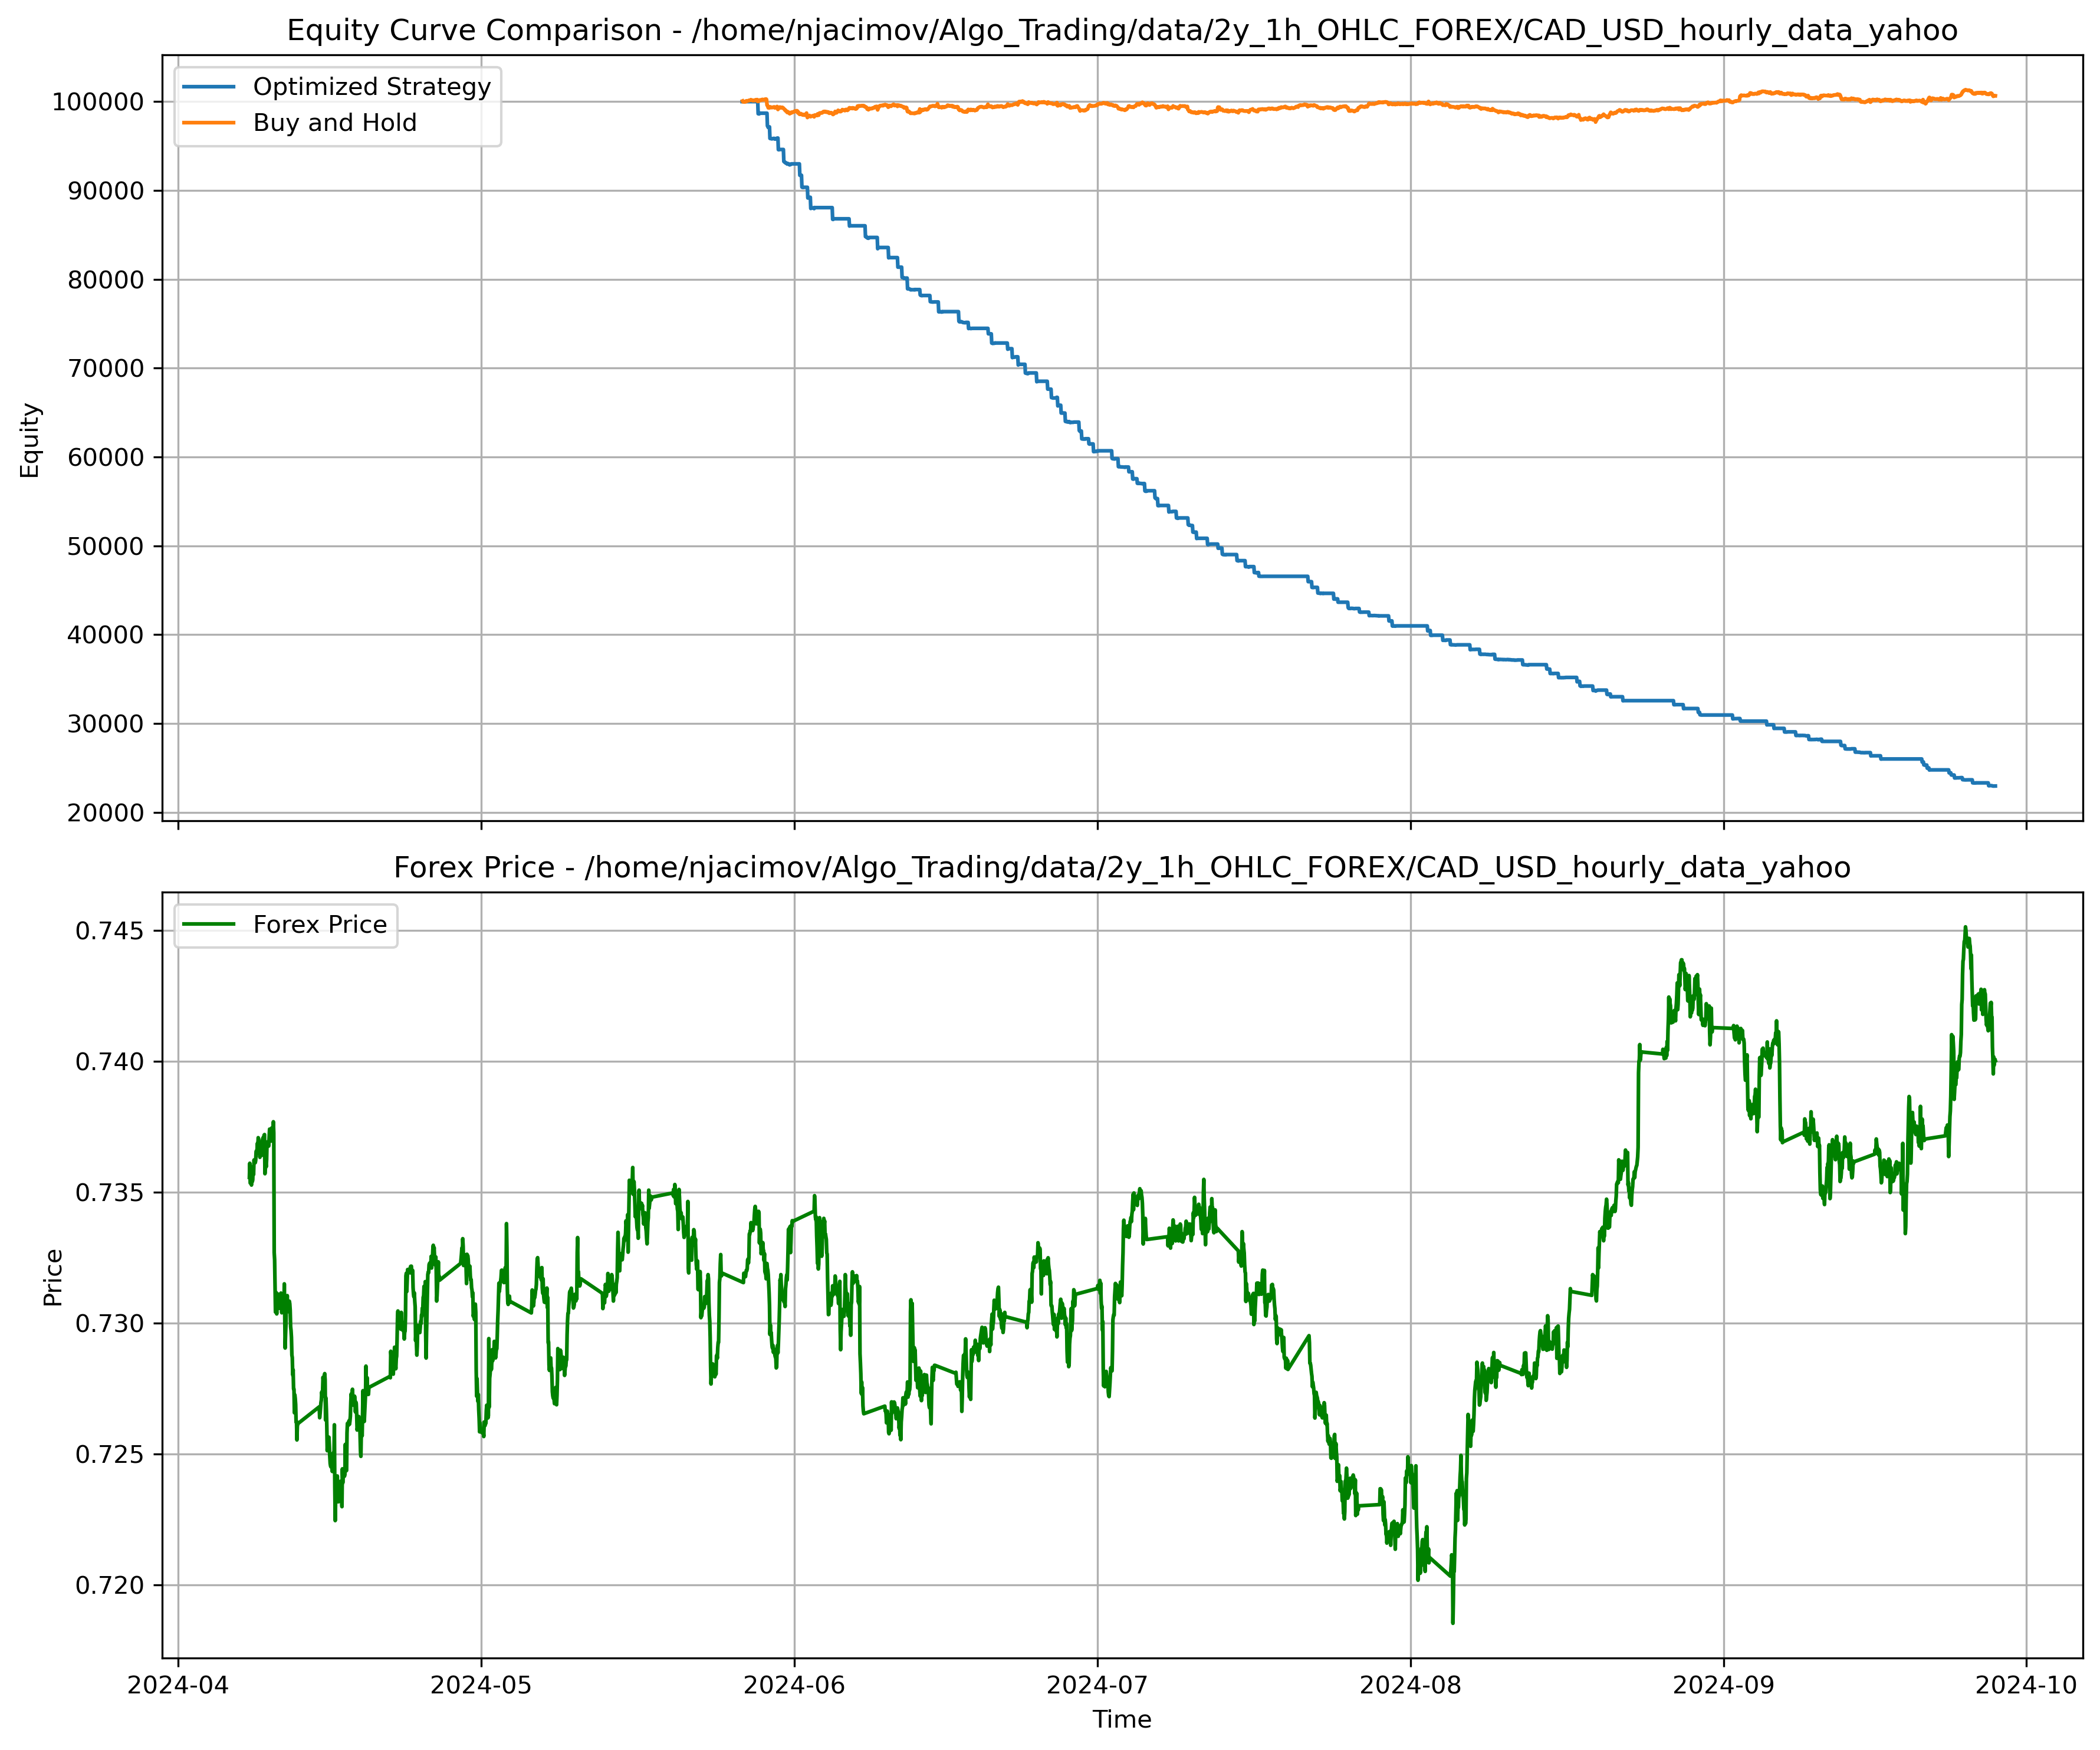 Equity Curve Comparison - /home/njacimov/Algo_Trading/data/2y_1h_OHLC_FOREX/CAD_USD_hourly_data_yahoo
Optimized Strategy
Buy and Hold
100000
90000
80000
70000
60000
50000
40000
30000
20000
Equity
Forex Price - /home/njacimov/Algo_Trading/data/2y_1h_OHLC_FOREX/CAD_USD_hourly_data_yahoo
Forex Price
0.745
0.740
0.735
0.730
0.725
0.720
Price
2024-04
2024-05
2024-06
2024-07
2024-08
2024-09
2024-10
Time